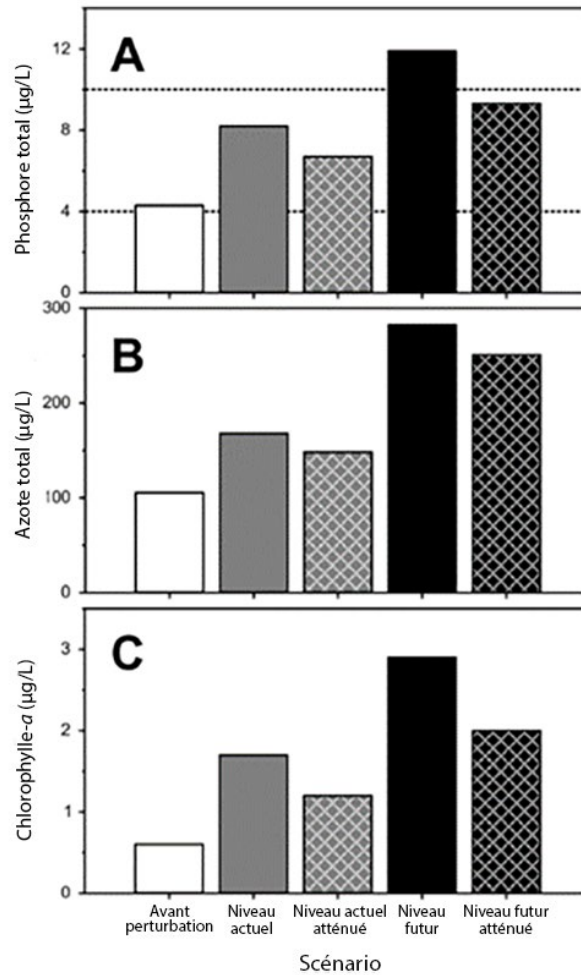 A
Phosphore total (µg/L)
12
8
4
0
B
Azote total (µg/L)
300
200
100
0
C
Chlorophylle-a (µg/L)
3
2
1
0
Avant perturbation
Niveau actuel
Niveau actuel atténué
Niveau futur
Niveau futur atténué
Scénario